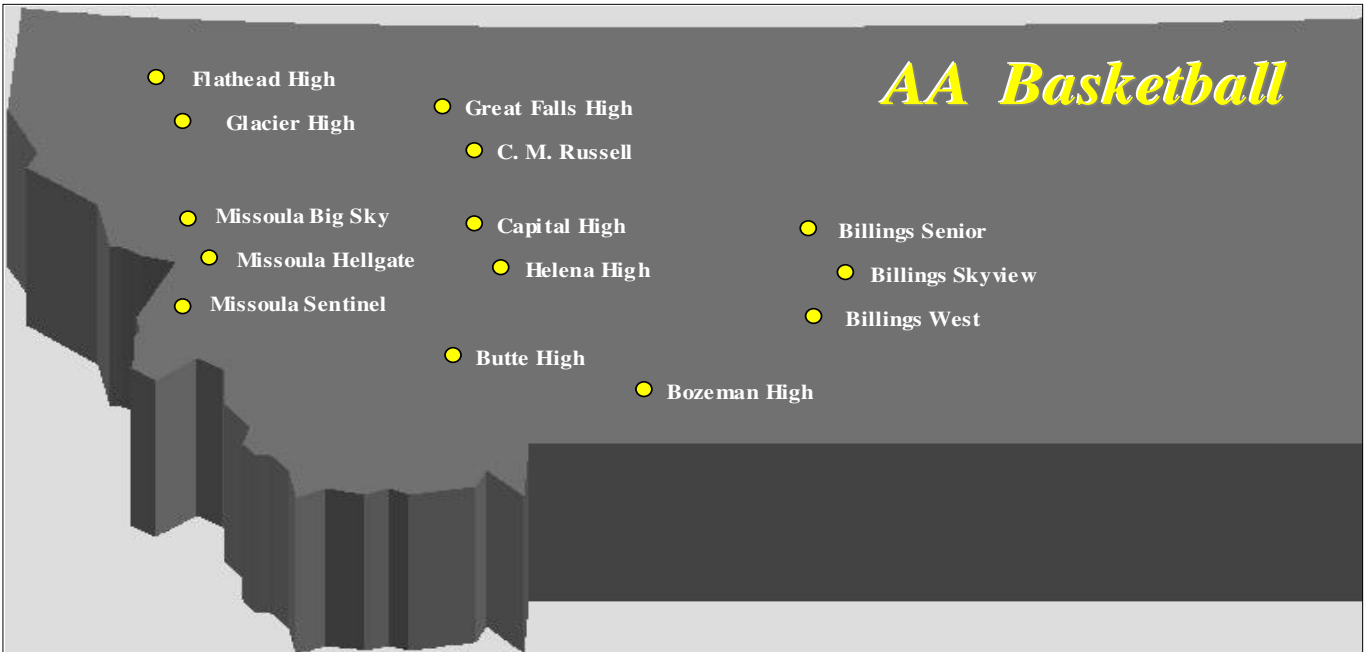 AA Basketball
Flathead High
Glacier High
Great Falls High
C. M. Russell
Missoula Big Sky
Missoula Hellgate
Missoula Sentinel
Capital High
Helena High
Billings Senior
Billings Skyview
Billings West
Butte High
Bozeman High